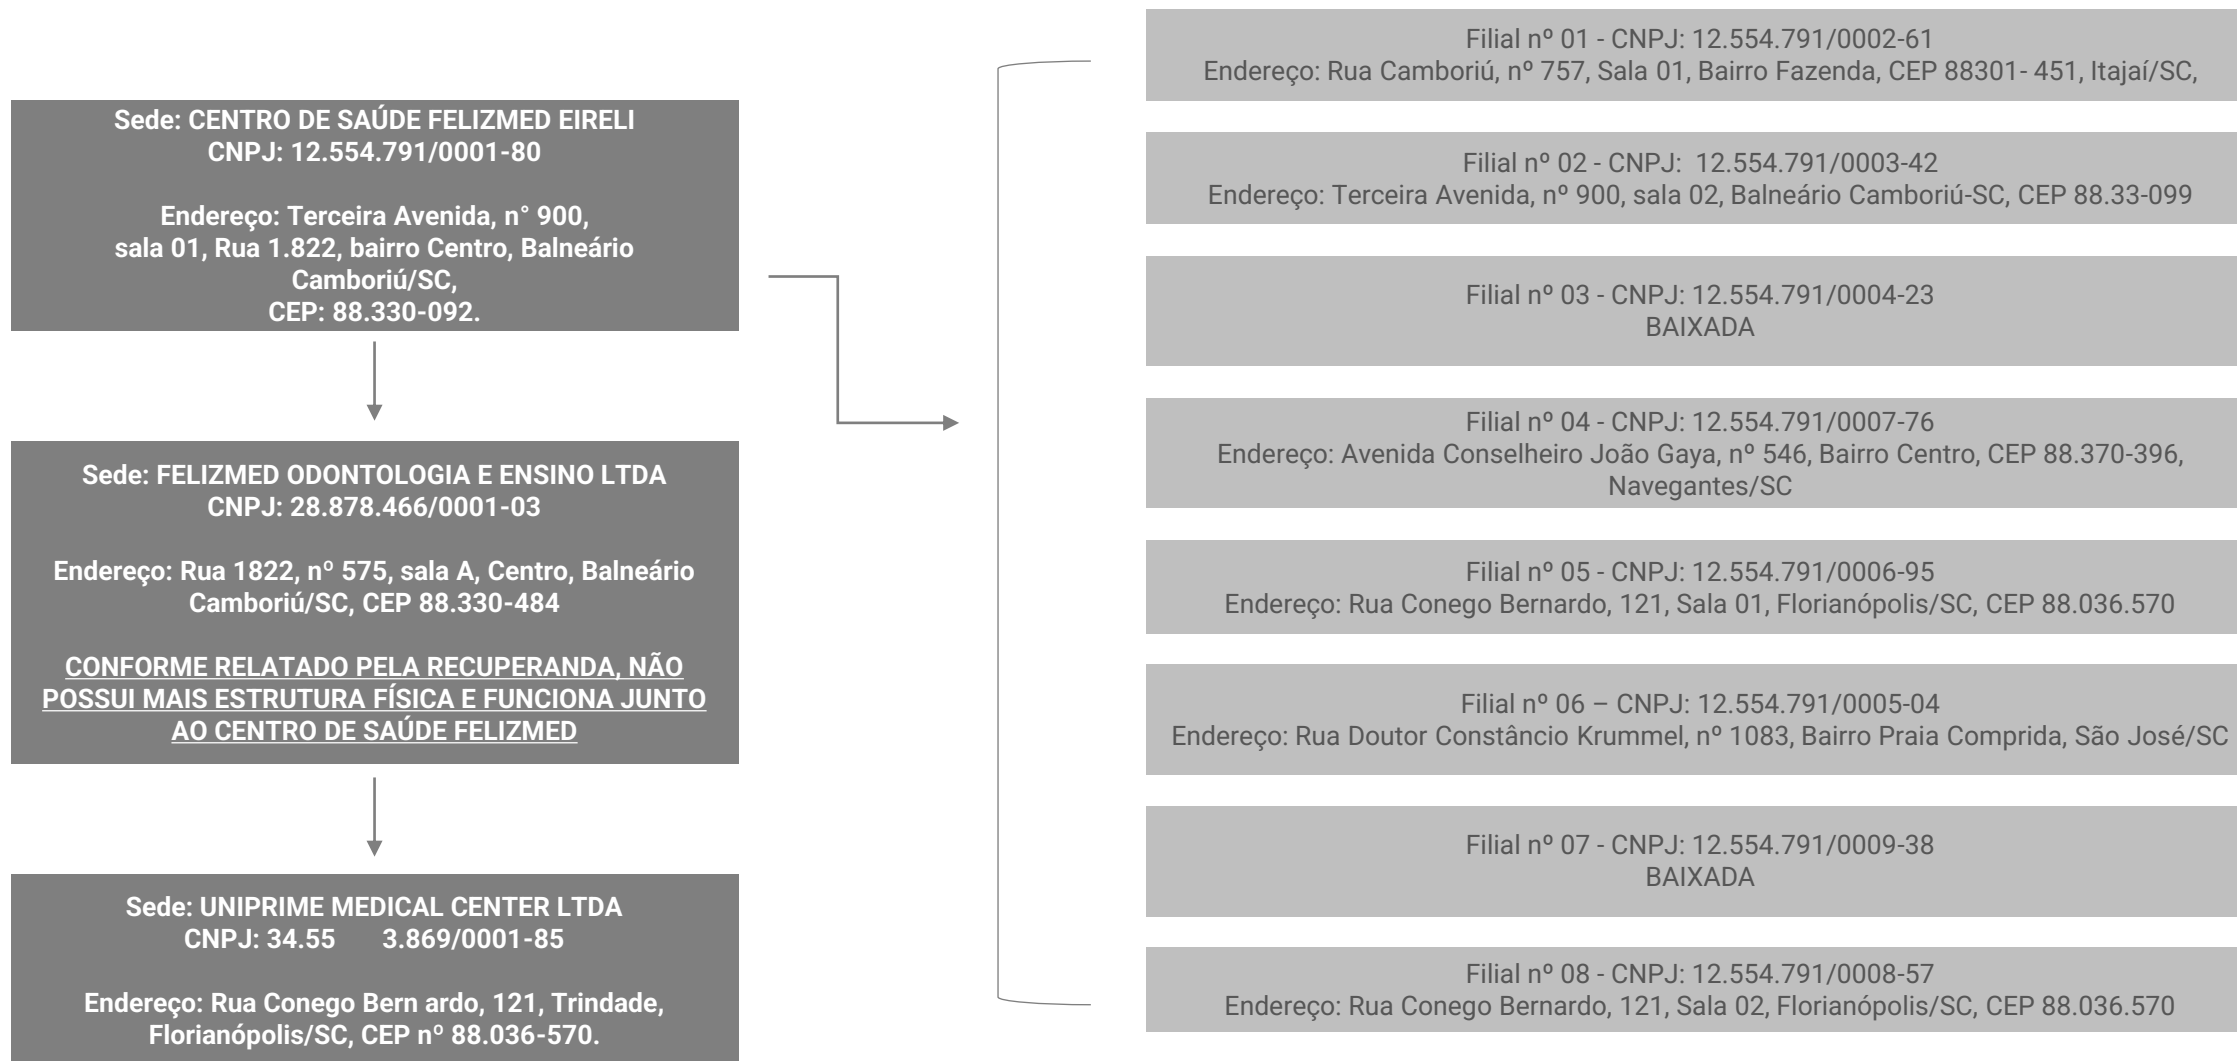 Sede: CENTRO DE SAÚDE FELIZMED EIRELI
CNPJ: 12.554.791/0001-80
Endereço: Terceira Avenida, n° 900,
sala 01, Rua 1.822, bairro Centro, Balneário
Camboriú/SC,
CEP: 88.330-092.
Sede: FELIZMED ODONTOLOGIA E ENSINO LTDA
CNPJ: 28.878.466/0001-03
Endereço: Rua 1822, nº 575, sala A, Centro, Balneário
Camboriú/SC, CEP 88.330-484
CONFORME RELATADO PELA RECUPERANDA, NÃO
POSSUI MAIS ESTRUTURA FÍSICA E FUNCIONA JUNTO
AO CENTRO DE SAÚDE FELIZMED
Sede: UNIPRIME MEDICAL CENTER LTDA
CNPJ: 34.55 3.869/0001-85
Endereço: Rua Conego Bern ardo, 121, Trindade,
Florianópolis/SC, CEP nº 88.036-570.
Filial nº 01 - CNPJ: 12.554.791/0002-61
Endereço: Rua Camboriú, nº 757, Sala 01, Bairro Fazenda, CEP 88301- 451, Itajaí/SC,
Filial nº 02 - CNPJ: 12.554.791/0003-42
Endereço: Terceira Avenida, nº 900, sala 02, Balneário Camboriú-SC, CEP 88.33-099
Filial nº 03 - CNPJ: 12.554.791/0004-23
BAIXADA
Filial nº 04 - CNPJ: 12.554.791/0007-76
Endereço: Avenida Conselheiro João Gaya, nº 546, Bairro Centro, CEP 88.370-396,
Navegantes/SC
Filial nº 05 - CNPJ: 12.554.791/0006-95
Endereço: Rua Conego Bernardo, 121, Sala 01, Florianópolis/SC, CEP 88.036.570
Filial nº 06 – CNPJ: 12.554.791/0005-04
Endereço: Rua Doutor Constâncio Krummel, nº 1083, Bairro Praia Comprida, São José/SC
Filial nº 07 - CNPJ: 12.554.791/0009-38
BAIXADA
Filial nº 08 - CNPJ: 12.554.791/0008-57
Endereço: Rua Conego Bernardo, 121, Sala 02, Florianópolis/SC, CEP 88.036.570